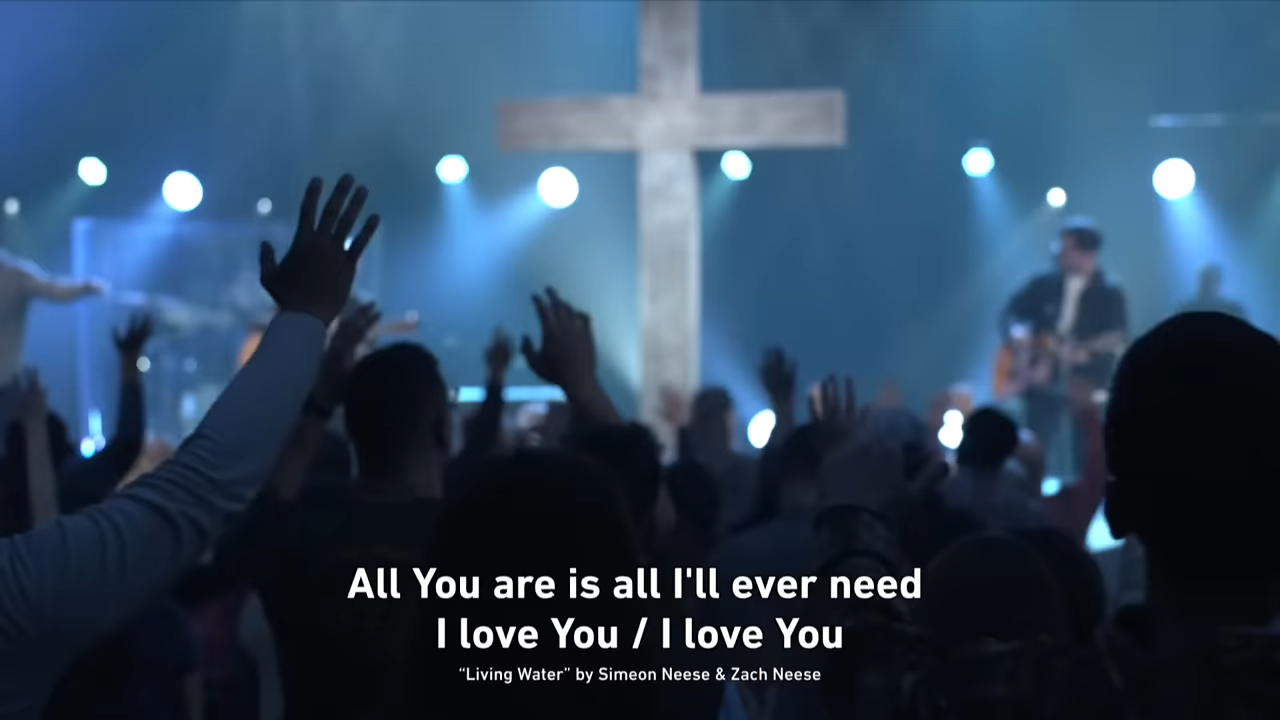 All You are is all I'll ever need
I love You / I love You
“Living Water” by Simeon Neese & Zach Neese